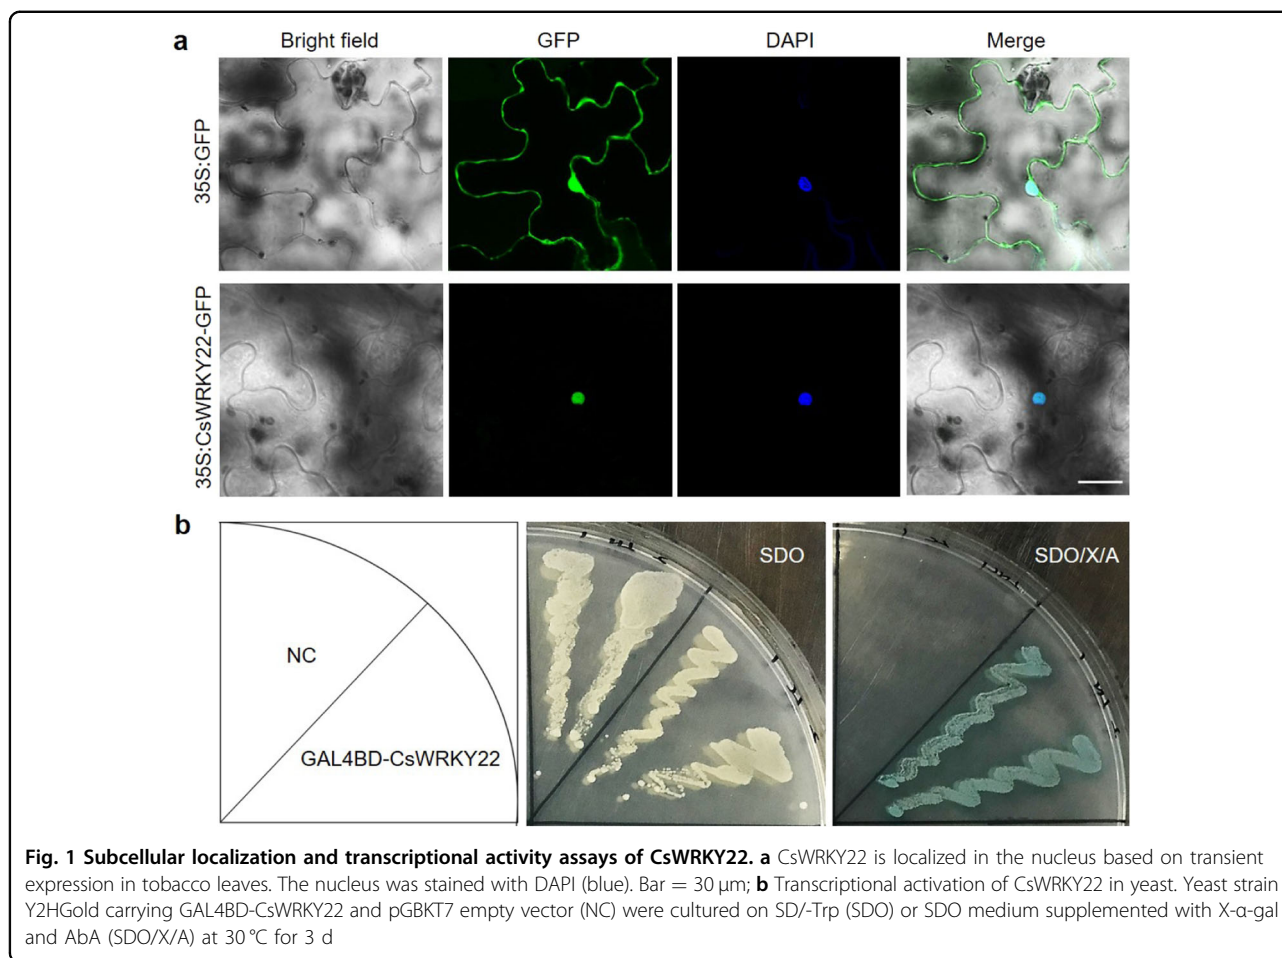 a
Bright field
GFP
DAPI
Merge
35S:GFP
35S:CsWRKY22-GFP
b
NC
GAL4BD-CsWRKY22
SDO
SDO/X/A
Fig. 1 Subcellular localization and transcriptional activity assays of CsWRKY22. a CsWRKY22 is localized in the nucleus based on transient
expression in tobacco leaves. The nucleus was stained with DAPI (blue). Bar = 30 μm; b Transcriptional activation of CsWRKY22 in yeast. Yeast strain
Y2HGold carrying GAL4BD-CsWRKY22 and pGBKT7 empty vector (NC) were cultured on SD/-Trp (SDO) or SDO medium supplemented with X-α-gal
and AbA (SDO/X/A) at 30 °C for 3 d